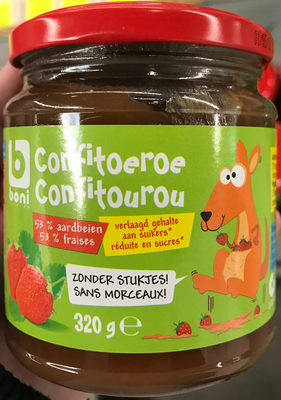 b
boni
Confitoeroe
Confitourou
53 % aardbeien
53 % fraises
verlaagd gehalte
aan suikers*
réduite en sucres*
ZONDER STUKJES!
SANS MORCEAUX!
320 g e